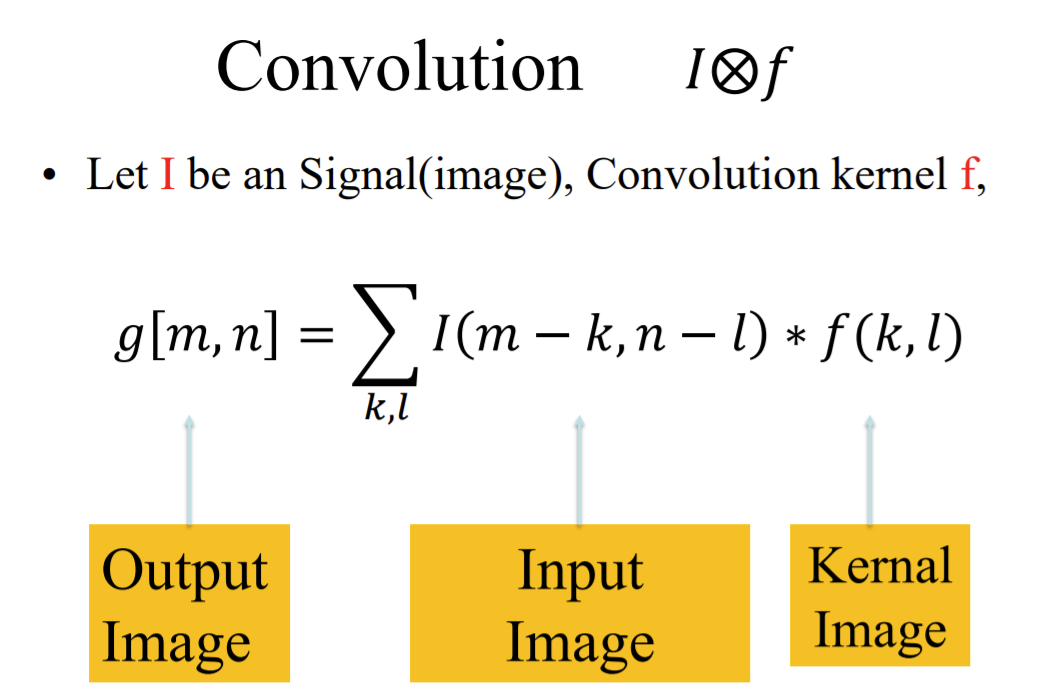 Convolution I⊗f
• Let I be an Signal(image), Convolution kernel f,
g[m, n] = ∑ I(m − k, n − l) * f(k, l)
k,l
Output
Image
Input
Image
Kernal
Image